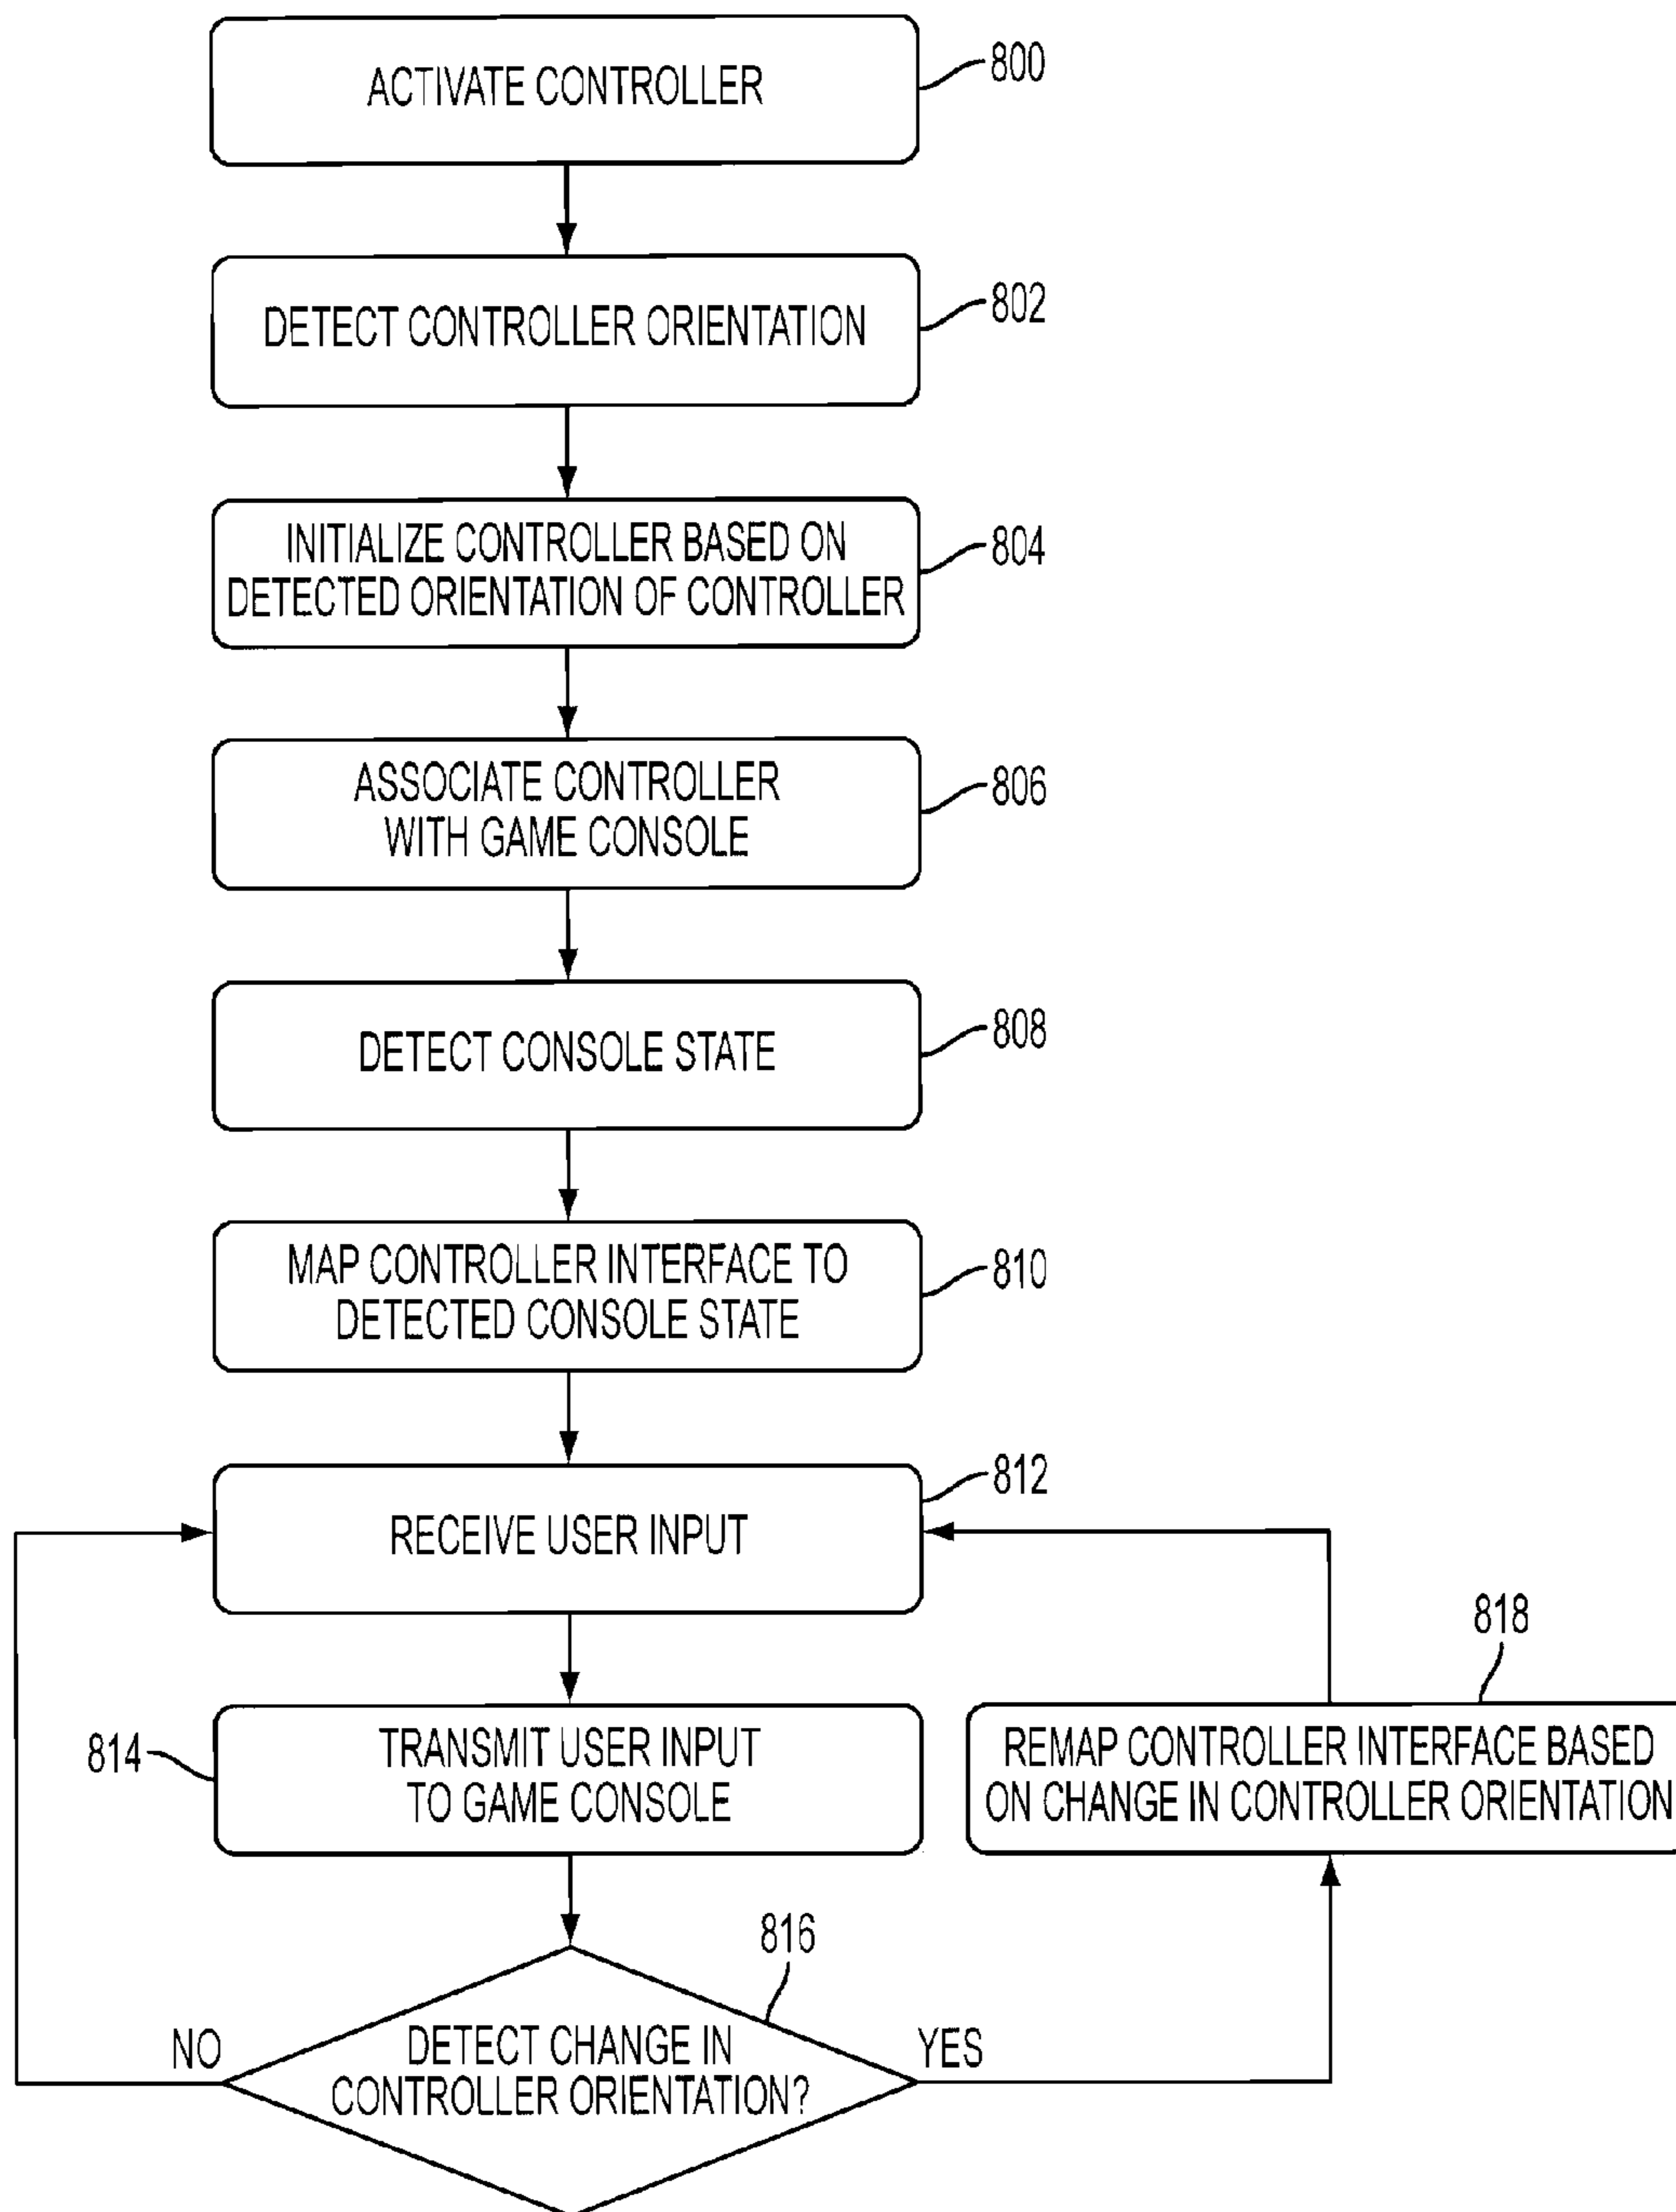 ACTIVATE CONTROLLER
800
DETECT CONTROLLER ORIENTATION
802
INITIALIZE CONTROLLER BASED ON
DETECTED ORIENTATION OF CONTROLLER
804
ASSOCIATE CONTROLLER
WITH GAME CONSOLE
806
DETECT CONSOLE STATE
808
MAP CONTROLLER INTERFACE TO
DETECTED CONSOLE STATE
810
RECEIVE USER INPUT
812
814
TRANSMIT USER INPUT
TO GAME CONSOLE
818
REMAP CONTROLLER INTERFACE BASED
ON CHANGE IN CONTROLLER ORIENTATION
816
NO
DETECT CHANGE IN
CONTROLLER ORIENTATION?
YES